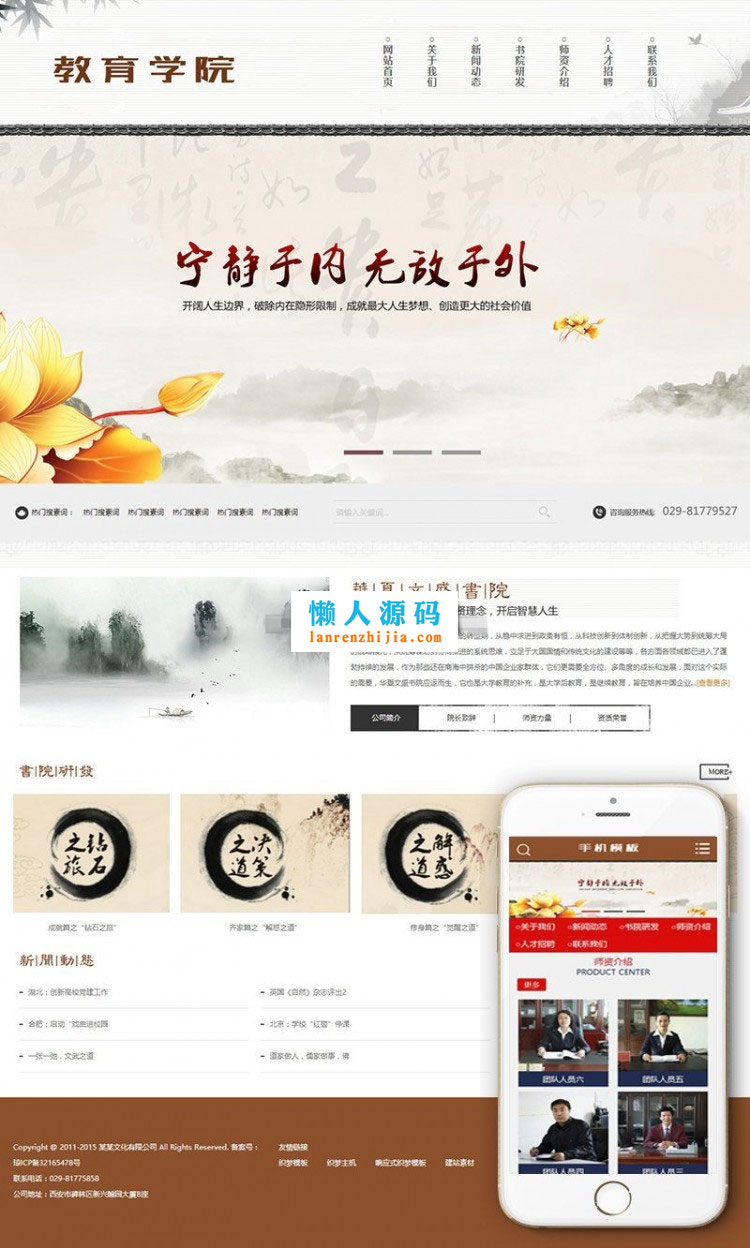 教育学院
网站首页
关于我们
新闻动态
书院研发
师资介绍
人才招聘
联系我们
宁静于内 无敌于外
开阔人生边界，破除内在隐形限制，成就最大人生梦想、创造更大的社会价值
热门搜素词： 热门搜素词 热门搜素词 热门搜素词 热门搜素词 热门搜素词
请输入关键词...
咨询服务热线: 029-81779527
華夏文盛書院
懒人源码
lanrenzhijia.com
贤理念，开启智慧人生
的转型期，从稳中求进到政委有恒，从科技创新到体制创新，从把握大势到统筹大局
的系统思维，立足于大国国情和传统文化的建设等等，各方面各领域都已进入了蓬
勃持续的发展，作为那些还在商海中拼杀的中国企业家群体，它们更需要全方位、多角度的成长和发展，面对这个实际
的需要，华夏文盛书院应运而生，它也是大学教育的补充，是大学后教育，是继续教育，旨在培养中国企业...[查看更多]
公司简介 院长致辞 师资力量 资质荣誉
書院研发
MORE+
钻石之旅
决策之道
解惑之道
成就篇之“钻石之旅”
齐家篇之“解惑之道”
修身篇之“觉醒之道”
新聞動態
湖北：创新高校党建工作
英国《自然》杂志评出2
合肥：启动“戏曲进校园
北京：学校“红警”停课
一张一弛，文武之道
道家做人，儒家做事，佛
手机模板
宁静于内 无敌于外
关于我们 新闻动态 书院研发 师资介绍
人才招聘 联系我们
师资介绍
PRODUCT CENTER
更多
团队人员六 团队人员五
团队人员四 团队人员三
Copyright @ 2011-2015 某某文化有限公司 All Rights Reserved. 备案号：
琼ICP备32165478号
联系电话：029-81775858
公司地址：西安市碑林区新兴翰园大厦B座
友情链接
织梦模板 织梦主机 响应式织梦模板 建站素材